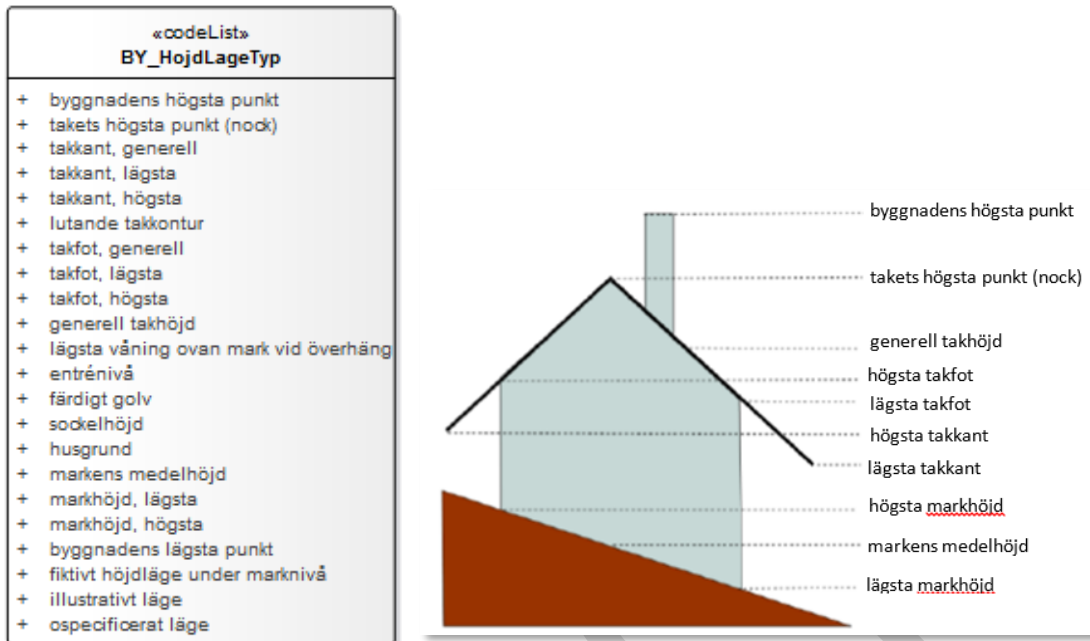 «codeList»
BY_HojdLageTyp
+ byggnadens högsta punkt
+ takets högsta punkt (nock)
+ takkant, generell
+ takkant, lägsta
+ takkant, högsta
+ lutande takkontur
+ takfot, generell
+ takfot, lägsta
+ takfot, högsta
+ generell takhöjd
+ lägsta våning ovan mark vid överhäng
+ entrénivå
+ färdigt golv
+ sockelhöjd
+ husgrund
+ markens medelhöjd
+ markhöjd, lägsta
+ markhöjd, högsta
+ byggnadens lägsta punkt
+ fiktivt höjdläge under marknivå
+ illustrativt läge
+ ospecificerat läge
byggnadens högsta punkt
takets högsta punkt (nock)
generell takhöjd
högsta takfot
lägsta takfot
högsta takkant
lägsta takkant
högsta markhöjd
markens medelhöjd
lägsta markhöjd